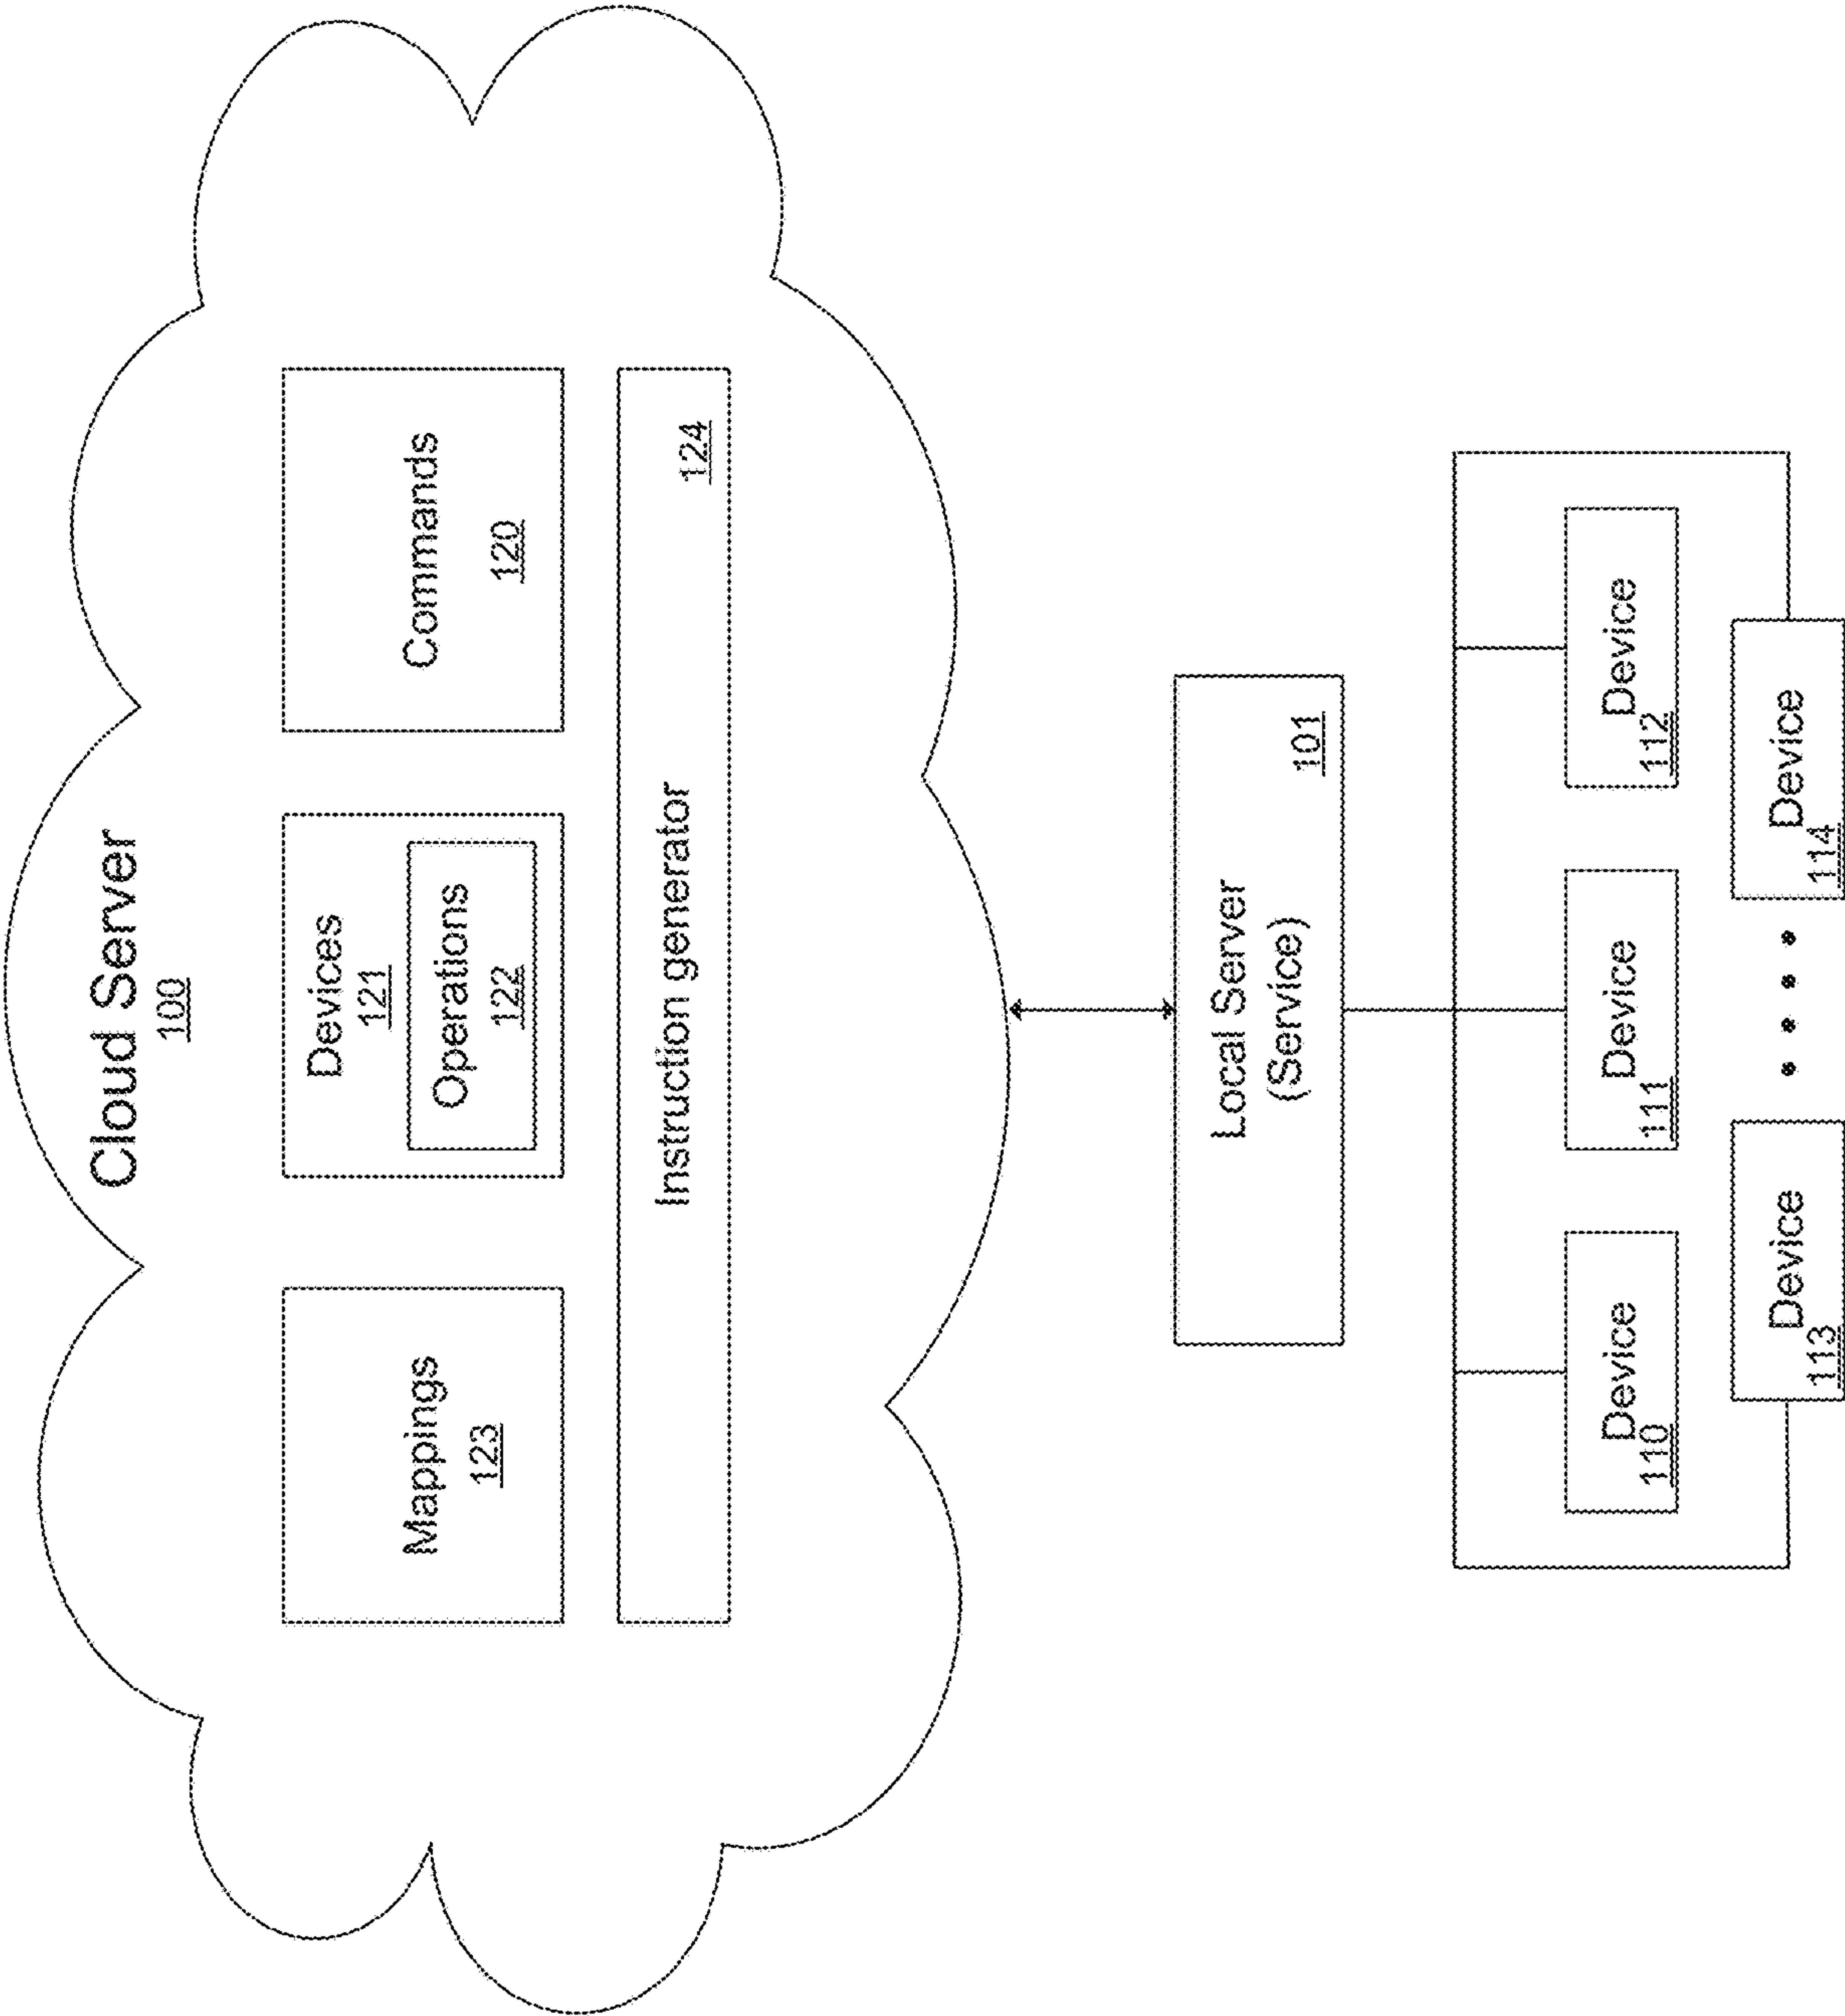 Cloud Server
100
Mappings
123
Devices
121
Operations
122
Commands
120
Instruction generator
124
Local Server
(Service)
101
Device
110
Device
111
Device
112
Device
113
Device
114